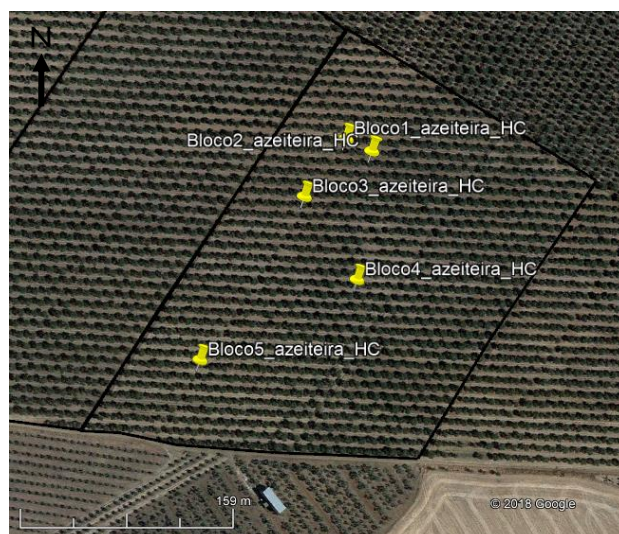 N
Bloco1_azeiteira_HC
Bloco2_azeiteira_HC
Bloco3_azeiteira_HC
Bloco4_azeiteira_HC
Bloco5_azeiteira_HC
159 m
© 2018 Google